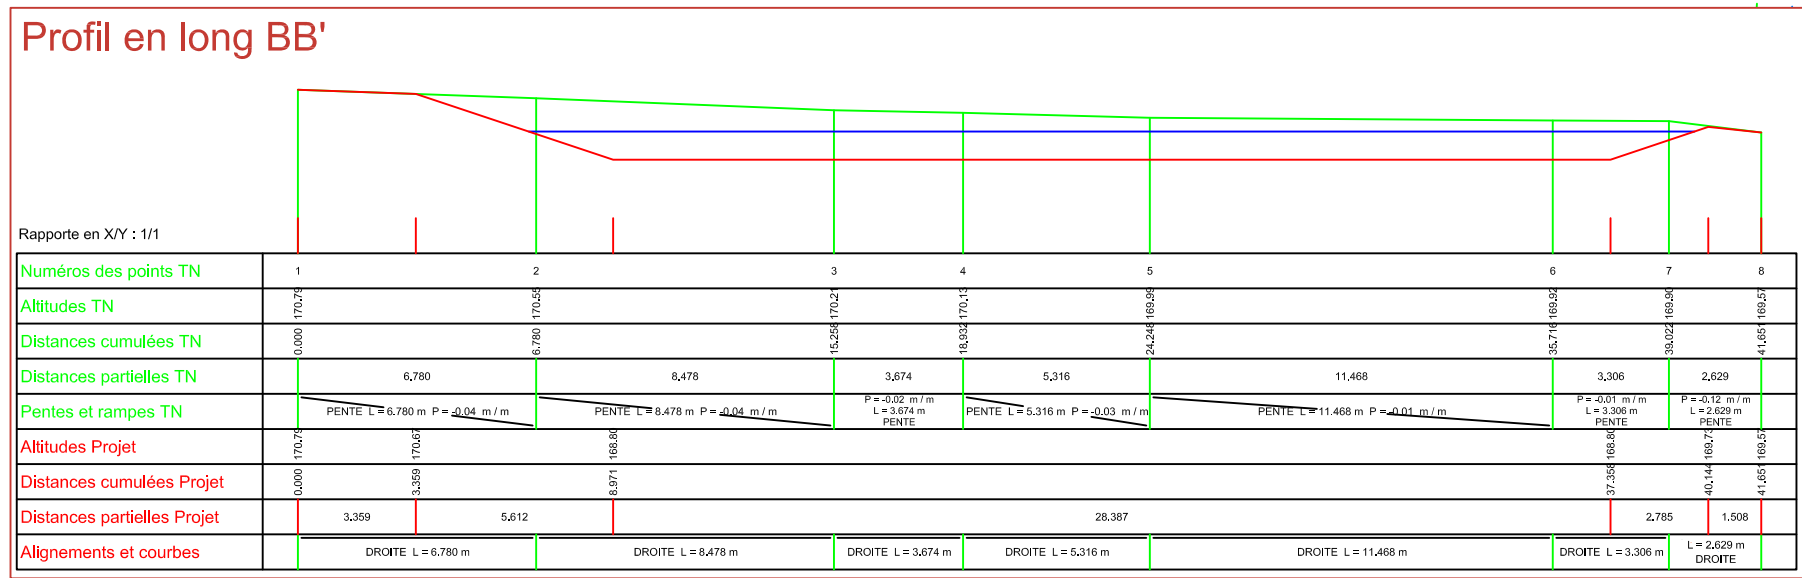 Profil en long BB'
Rapporte en X/Y : 1/1
Numéros des points TN 1 2 3 4 5 6 7 8
Altitudes TN 170.79 170.55 170.21 170.13 169.99 169.92 169.90 169.57
Distances cumulées TN 0.000 6.780 15.258 18.932 24.248 35.716 39.022 41.651
Distances partielles TN 6.780 8.478 3.674 5.316 11.468 3.306 2.629
Pentes et rampes TN PENTE L = 6.780 m P = -0.04 m / m PENTE L = 8.478 m P = -0.04 m / m P = -0.02 m / m L = 3.674 m PENTE PENTE L = 5.316 m P = -0.03 m / m PENTE L = 11.468 m P = -0.01 m / m P = -0.01 m / m L = 3.306 m PENTE P = -0.12 m / m L = 2.629 m PENTE
Altitudes Projet 170.79 170.67 168.80 168.80 169.73 169.57
Distances cumulées Projet 0.000 3.359 8.971 37.358 40.144 41.651
Distances partielles Projet 3.359 5.612 28.387 2.785 1.508
Alignements et courbes DROITE L = 6.780 m DROITE L = 8.478 m DROITE L = 3.674 m DROITE L = 5.316 m DROITE L = 11.468 m DROITE L = 3.306 m L = 2.629 m DROITE